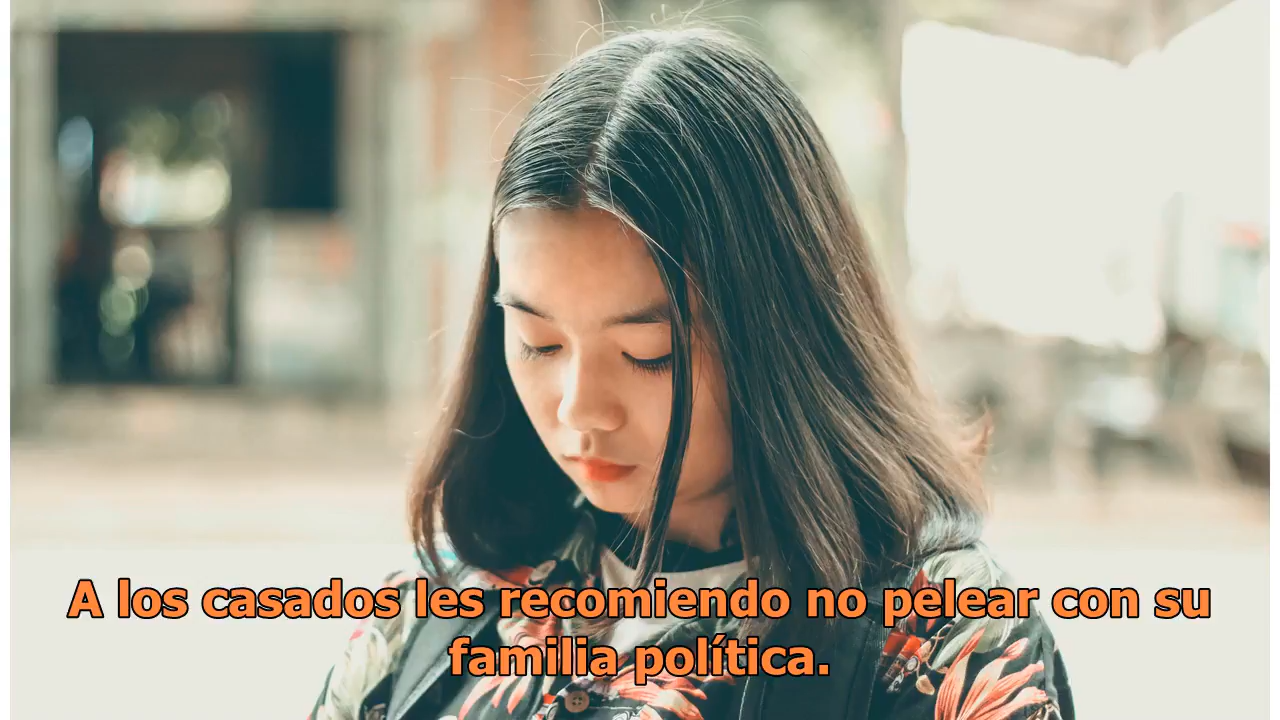 A los casados les recomiendo no pelear con su
familia política.